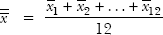 x̿ = (x̅₁ + x̅₂ + … + x̅₁₂) / 12